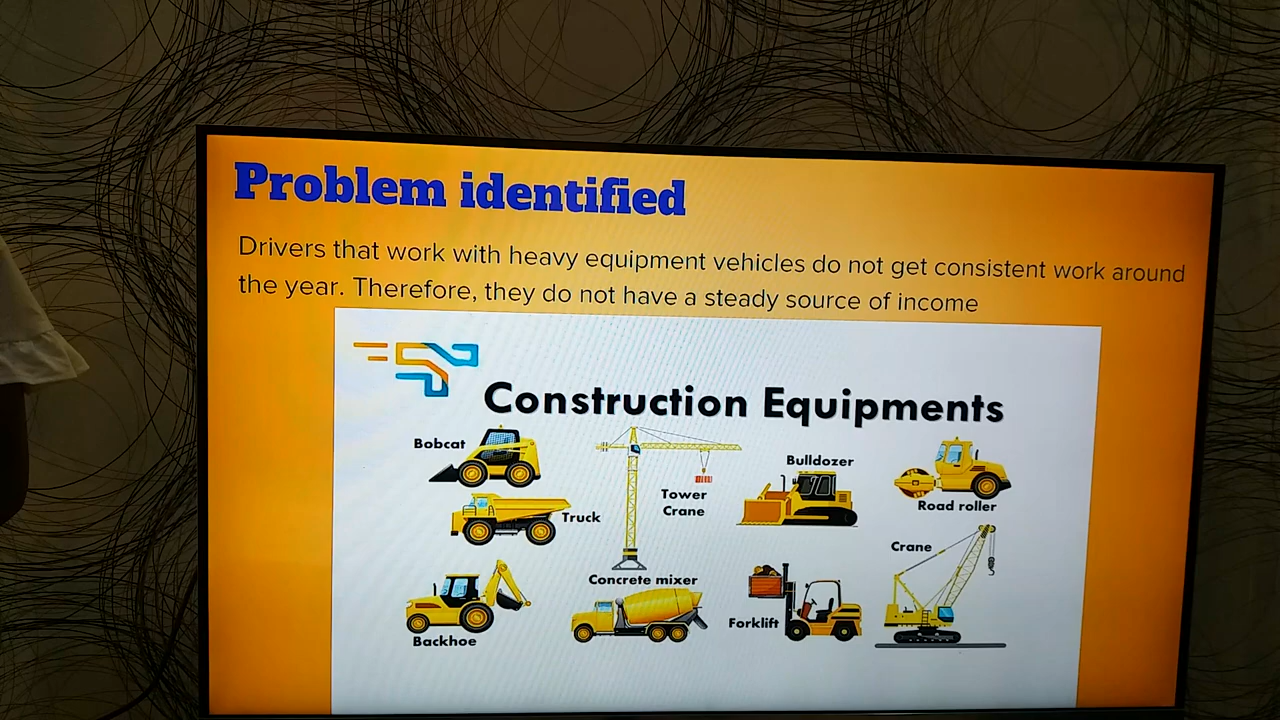 Problem identified
Drivers that work with heavy equipment vehicles do not get consistent work around
the year. Therefore, they do not have a steady source of income
Construction Equipments
Bobcat
Truck
Tower
Crane
Bulldozer
Road roller
Crane
Concrete mixer
Forklift
Backhoe